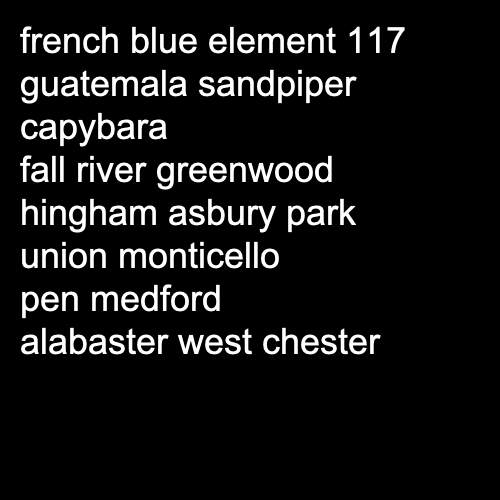 french blue element 117
guatemala sandpiper
capybara
fall river greenwood
hingham asbury park
union monticello
pen medford
alabaster west chester